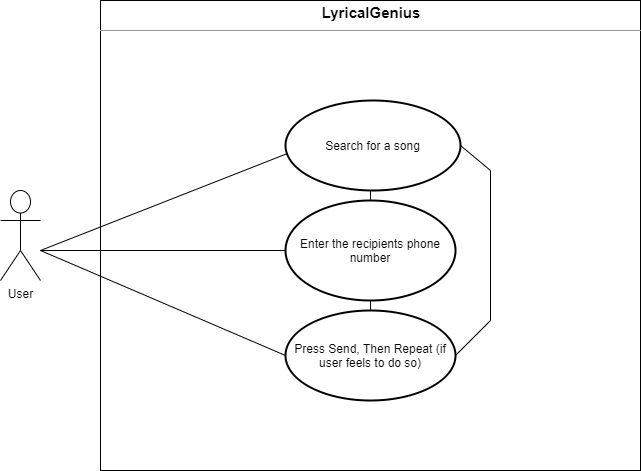 LyricalGenius
Search for a song
Enter the recipients phone
number
Press Send, Then Repeat (if
user feels to do so)
User